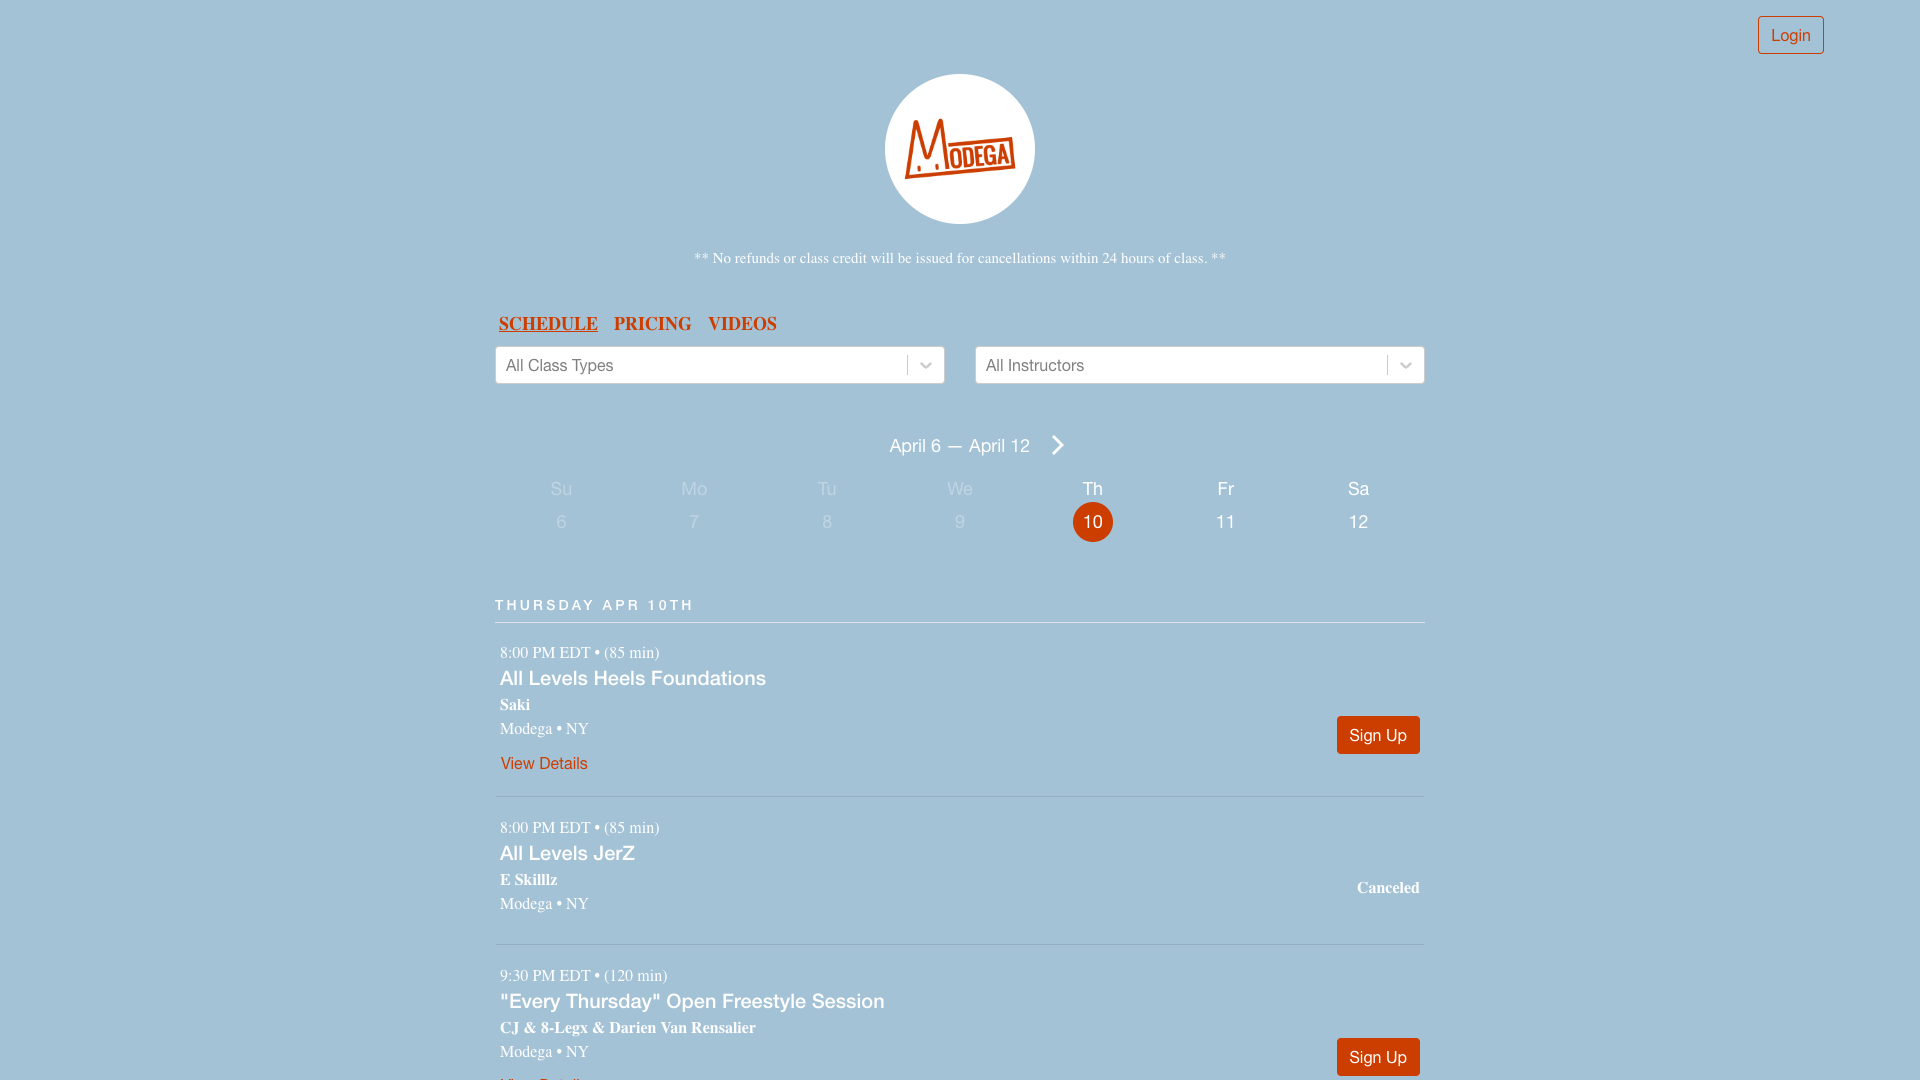 Login
MODEGA
** No refunds or class credit will be issued for cancellations within 24 hours of class. **
SCHEDULE PRICING VIDEOS
All Class Types All Instructors
April 6 — April 12
Su Mo Tu We Th Fr Sa
6 7 8 9 10 11 12
THURSDAY APR 10TH
8:00 PM EDT • (85 min)
All Levels Heels Foundations
Saki
Modega • NY
Sign Up
View Details
8:00 PM EDT • (85 min)
All Levels JerZ
E Skilllz
Canceled
Modega • NY
9:30 PM EDT • (120 min)
"Every Thursday" Open Freestyle Session
CJ & 8-Legx & Darien Van Rensalier
Modega • NY
Sign Up